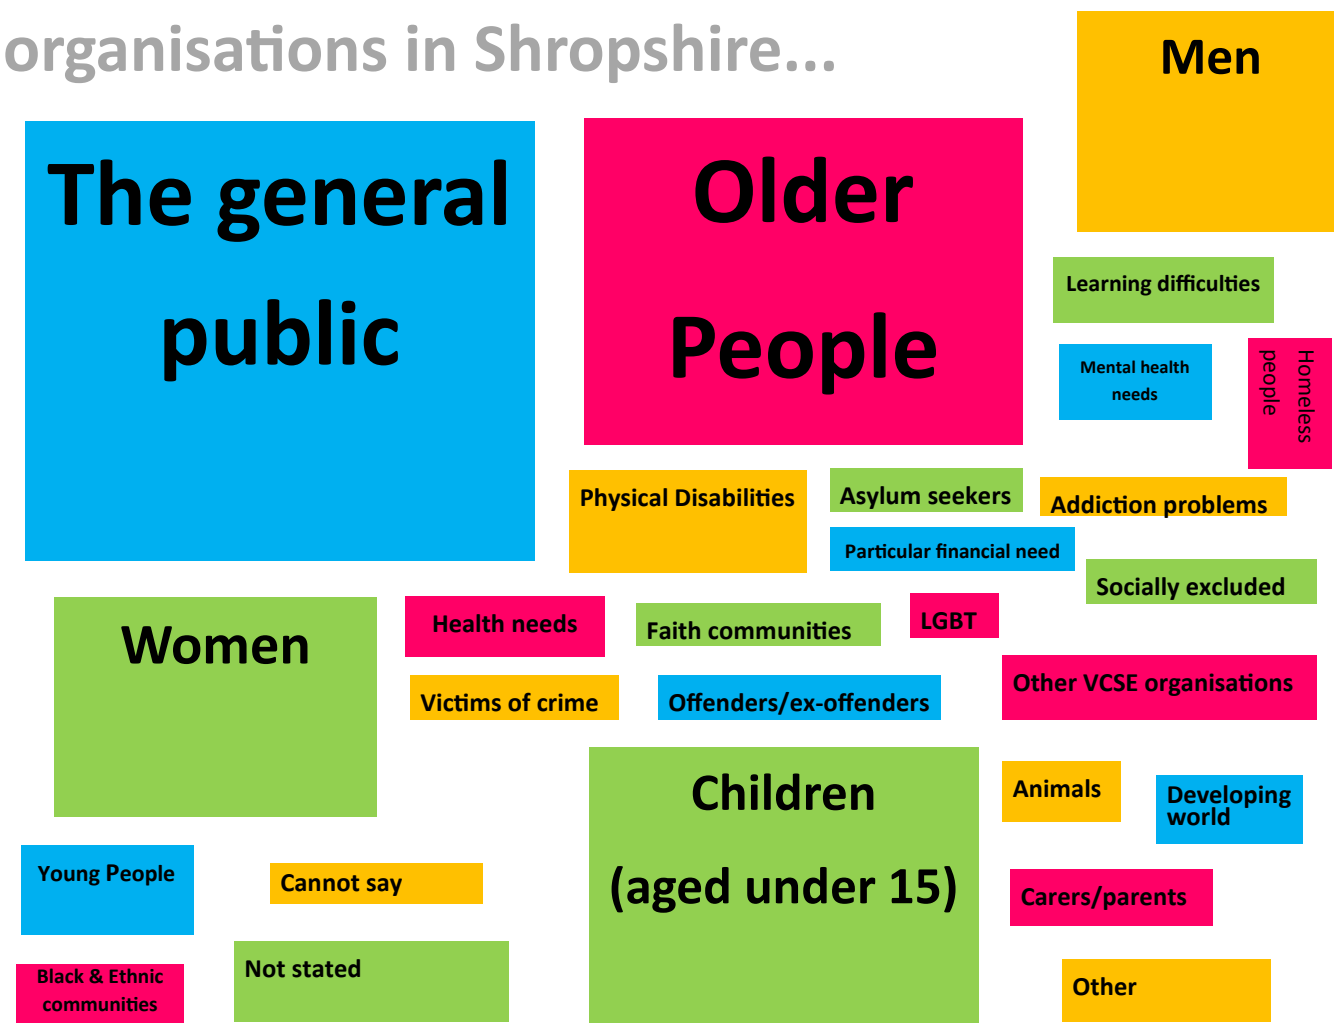 organisations in Shropshire...
Men
The general
public
Older
People
Learning difficulties
Mental health
needs
Homeless
people
Physical Disabilities
Asylum seekers
Addiction problems
Particular financial need
Socially excluded
Women
Health needs
Faith communities
LGBT
Victims of crime
Offenders/ex-offenders
Other VCSE organisations
Children
(aged under 15)
Animals
Developing
world
Young People
Cannot say
Carers/parents
Not stated
Black & Ethnic
communities
Other